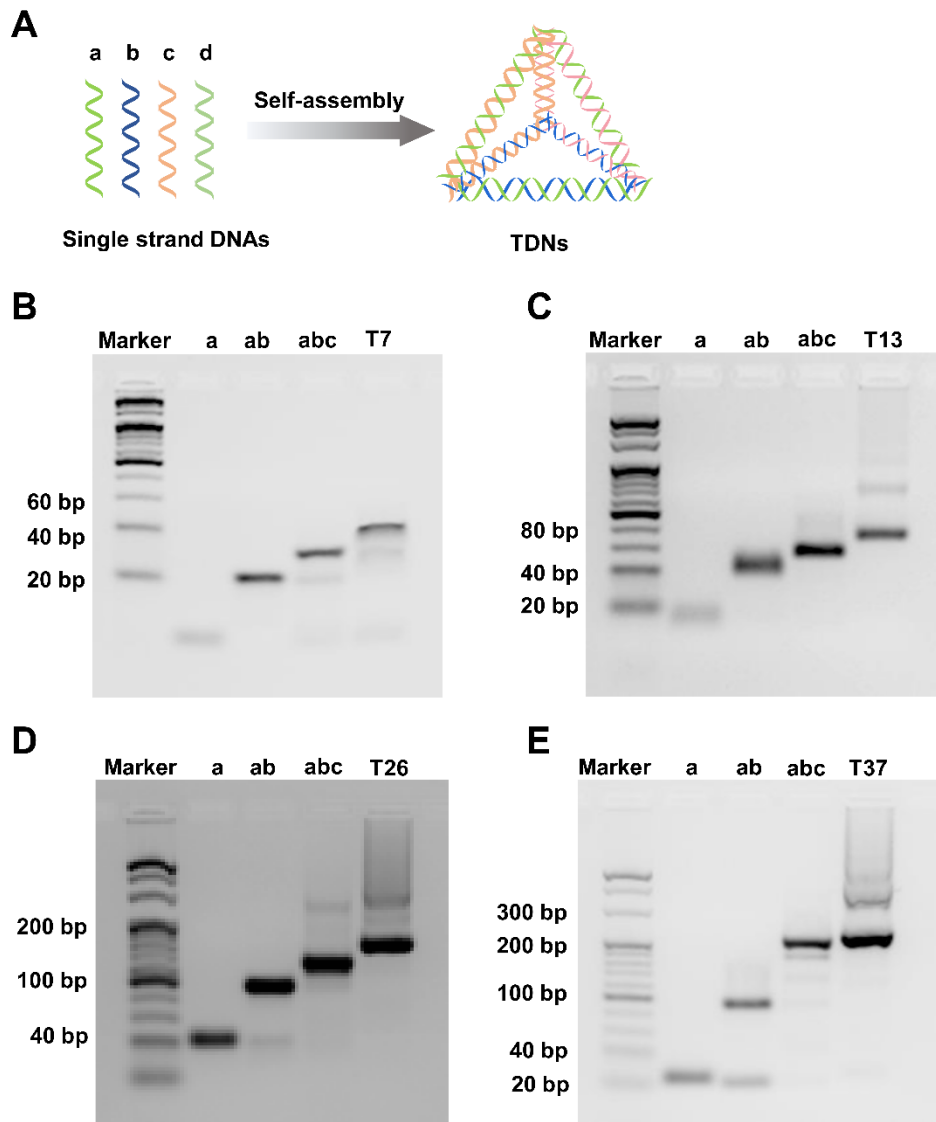 A
a b c d
Self-assembly
Single strand DNAs
TDNs
B
Marker a ab abc T7
60 bp
40 bp
20 bp
C
Marker a ab abc T13
80 bp
40 bp
20 bp
D
Marker a ab abc T26
200 bp
100 bp
40 bp
E
Marker a ab abc T37
300 bp
200 bp
100 bp
40 bp
20 bp